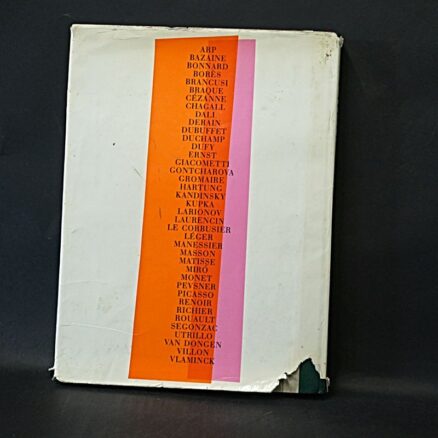 ARP
BAZAINE
BONNARD
BORÈS
BRANCUSI
BRAQUE
CÉZANNE
CHAGALL
DALI
DERAIN
DUBUFFET
DUCHAMP
DUFY
ERNST
GIACOMETTI
GONTCHAROVA
GROMAIRE
HARTUNG
KANDINSKY
KUPKA
LARIONOV
LAURENCIN
LE CORBUSIER
LÉGER
MANESSIER
MASSON
MATISSE
MIRÓ
MONET
PEVSNER
PICASSO
RENOIR
RICHIER
ROUAULT
SEGONZAC
UTRILLO
VAN DONGEN
VILLON
VLAMINCK